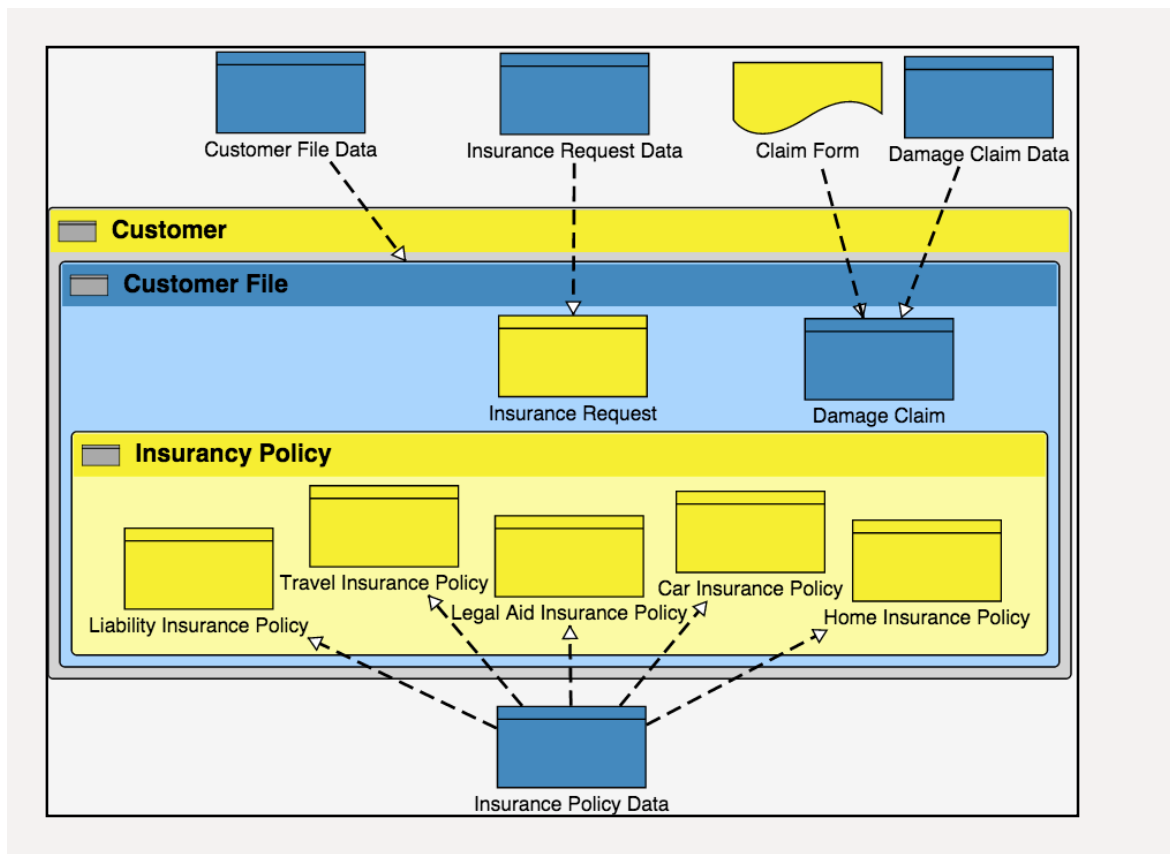 Customer File Data
Insurance Request Data
Claim Form
Damage Claim Data
Customer
Customer File
Insurance Request
Damage Claim
Insurancy Policy
Travel Insurance Policy
Car Insurance Policy
Liability Insurance Policy
Legal Aid Insurance Policy
Home Insurance Policy
Insurance Policy Data